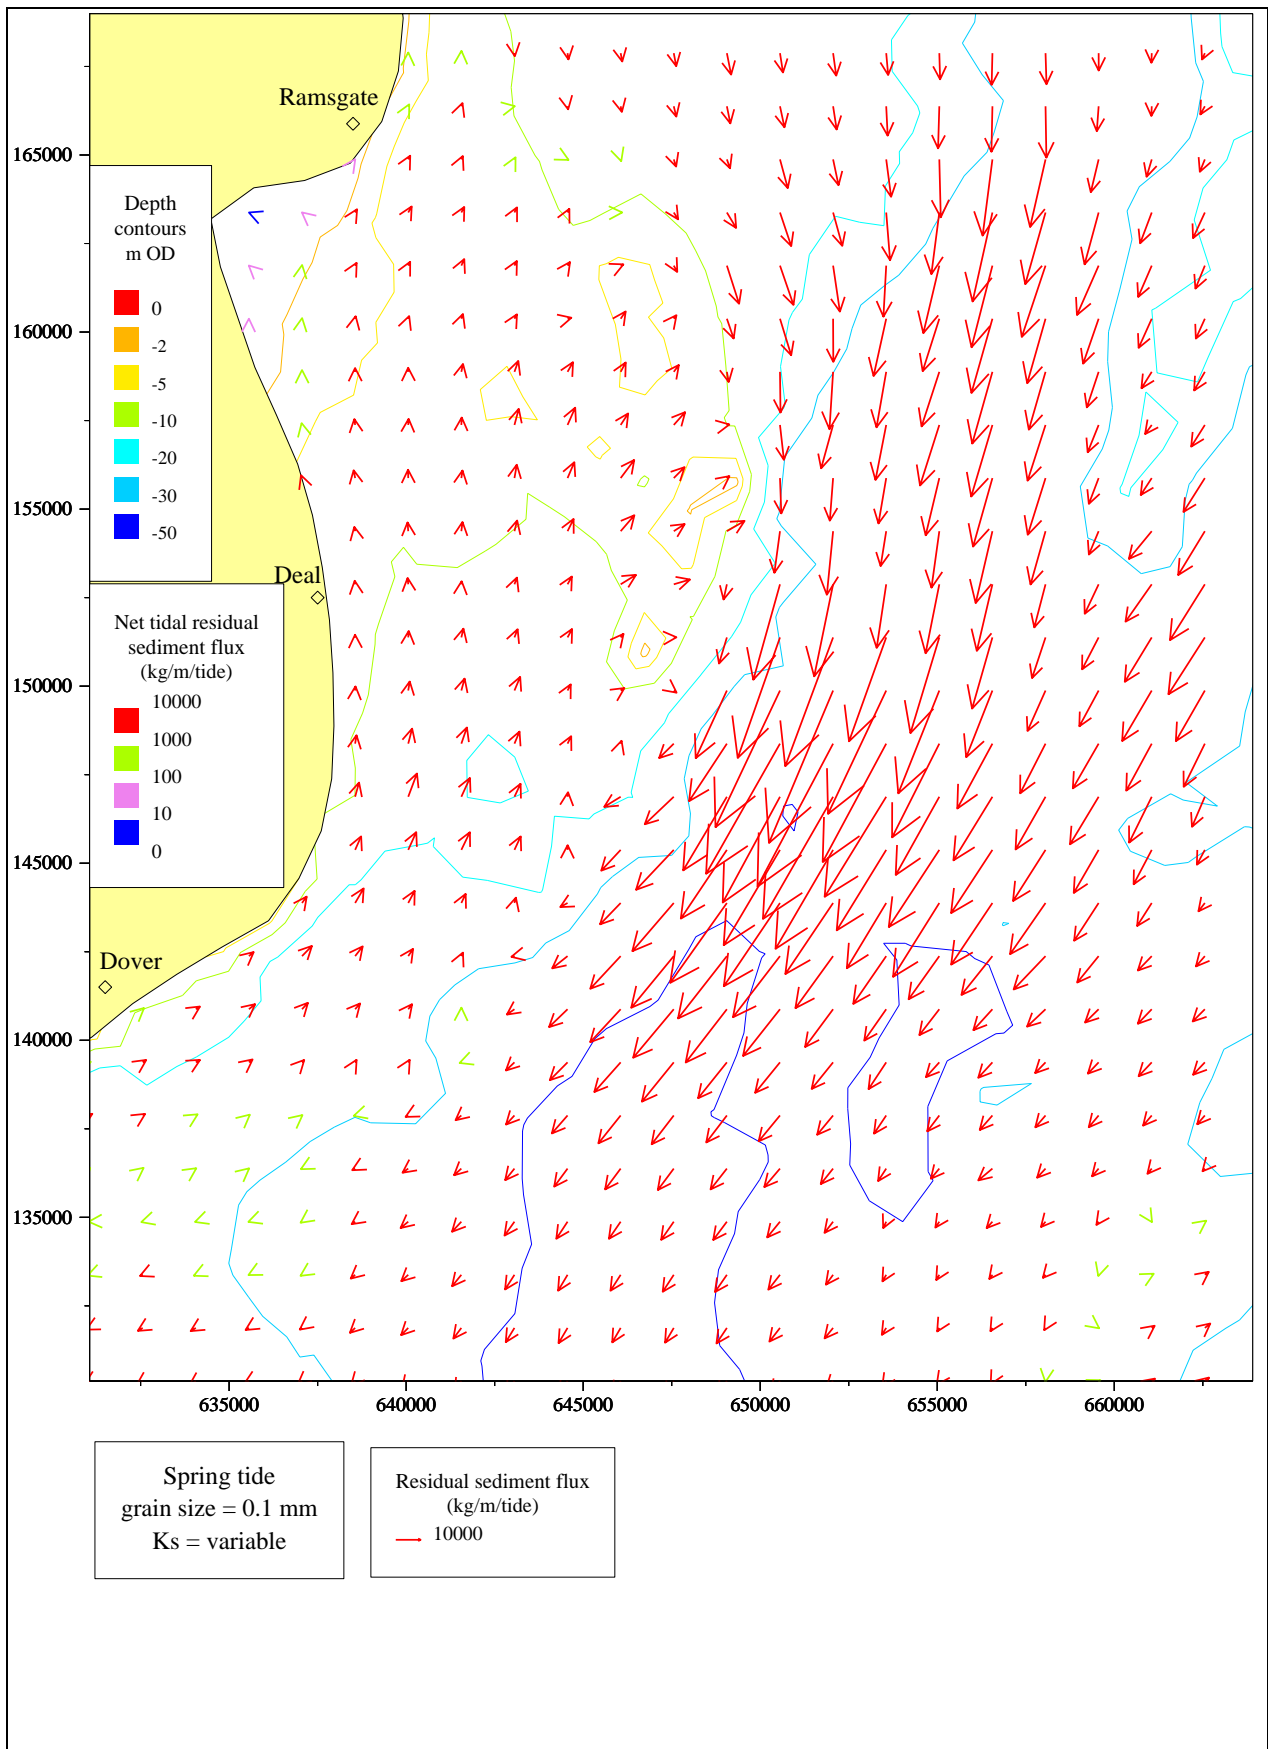 Ramsgate
165000
Depth
contours
m OD
0
-2
-5
-10
-20
-30
-50
160000
155000
Deal
Net tidal residual
sediment flux
(kg/m/tide)
10000
1000
100
10
0
150000
145000
Dover
140000
135000
635000 640000 645000 650000 655000 660000
Spring tide
grain size = 0.1 mm
Ks = variable
Residual sediment flux
(kg/m/tide)
10000